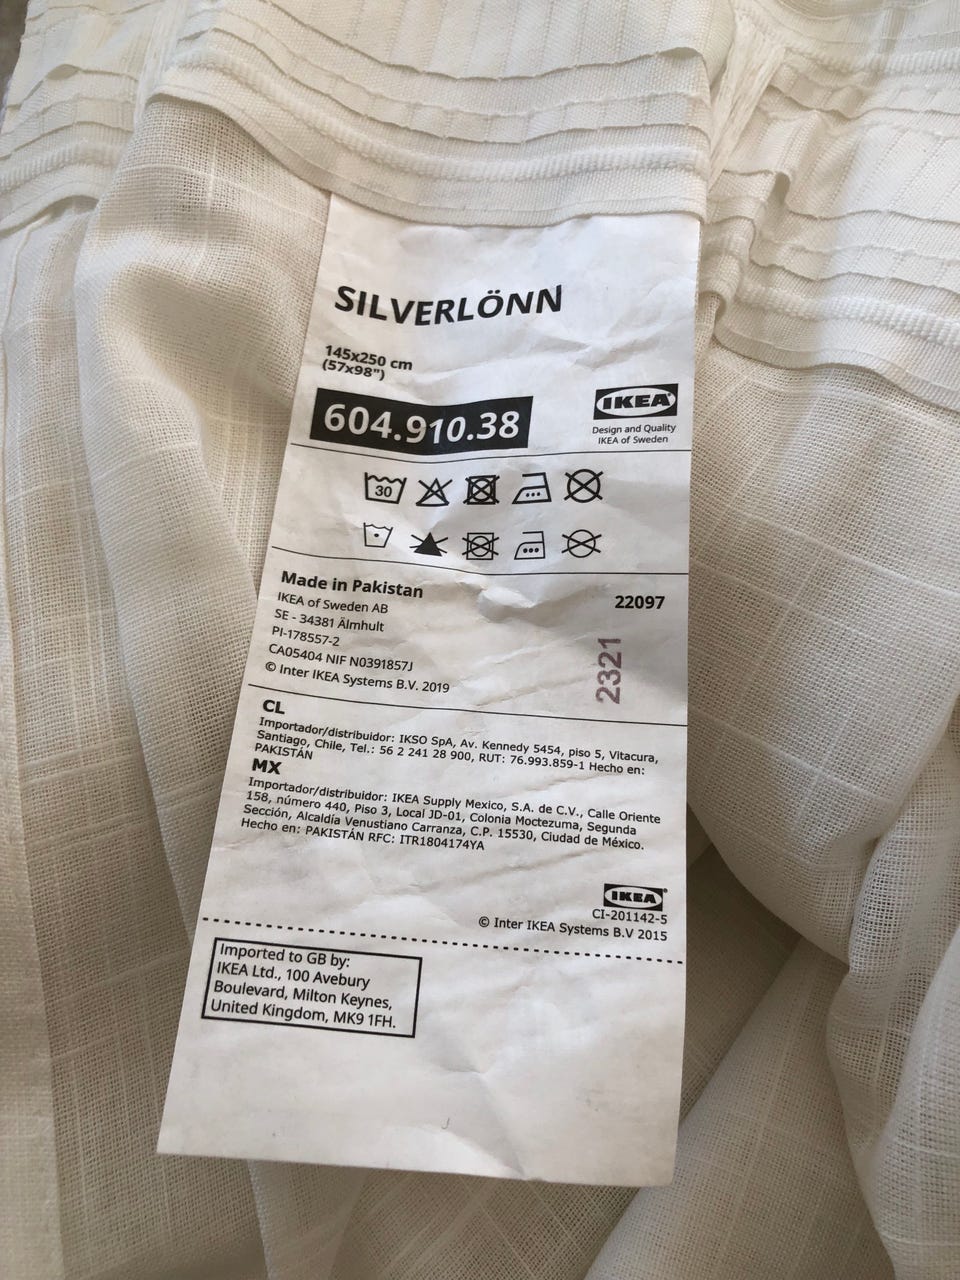 SILVERLÖNN
145x250 cm
(57x98")
604.910.38
IKEA
Design and Quality
IKEA of Sweden
30
Made in Pakistan
IKEA of Sweden AB
SE - 34381 Älmhult
PI-178557-2
CA05404 NIF N0391857J
© Inter IKEA Systems B.V. 2019
22097
2321
CL
Importador/distribuidor: IKSO SpA, Av. Kennedy 5454, piso 5, Vitacura,
Santiago, Chile, Tel.: 56 2 241 28 900, RUT: 76.993.859-1 Hecho en:
PAKISTÁN
MX
Importador/distribuidor: IKEA Supply Mexico, S.A. de C.V., Calle Oriente
158, número 440, Piso 3, Local JD-01, Colonia Moctezuma, Segunda
Sección, Alcaldía Venustiano Carranza, C.P. 15530, Ciudad de México.
Hecho en: PAKISTÁN RFC: ITR1804174YA
IKEA
CI-201142-5
© Inter IKEA Systems B.V 2015
Imported to GB by:
IKEA Ltd., 100 Avebury
Boulevard, Milton Keynes,
United Kingdom, MK9 1FH.